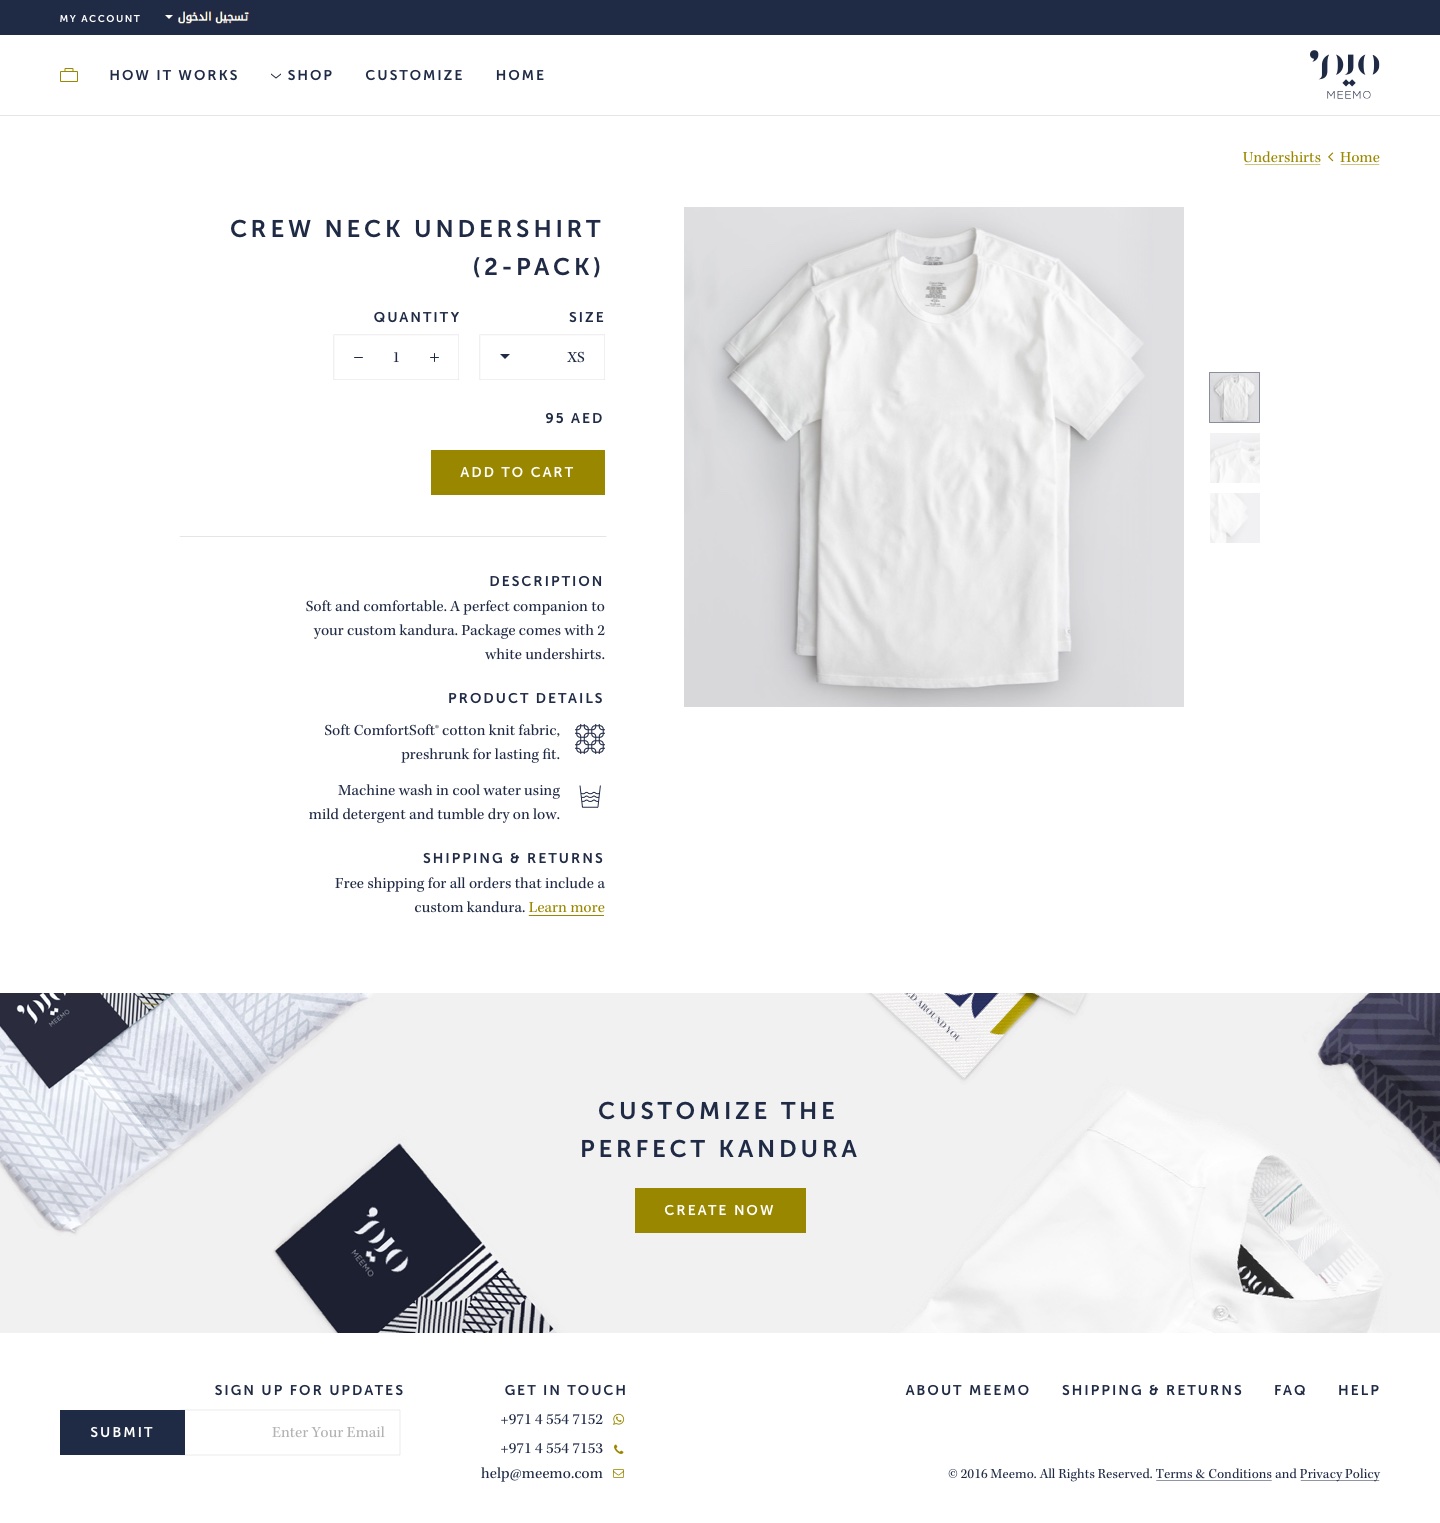 MY ACCOUNT
تسجيل الدخول
HOW IT WORKS
SHOP
CUSTOMIZE
HOME
MEEMO
Undersh​irts < Home
CREW NECK UNDERSHIRT
(2-PACK)
QUANTITY
SIZE
− 1 +
XS
95 AED
ADD TO CART
DESCRIPTION
Soft and comfortable. A perfect companion to
your custom kandura. Package comes with 2
white undershirts.
PRODUCT DETAILS
Soft ComfortSoft® cotton knit fabric,
preshrunk for lasting fit.
Machine wash in cool water using
mild detergent and tumble dry on low.
SHIPPING & RETURNS
Free shipping for all orders that include a
custom kandura. Learn more
MEEMO
AROUND YOU
CUSTOMIZE THE
PERFECT KANDURA
CREATE NOW
MEEMO
SIGN UP FOR UPDATES
SUBMIT
Enter Your Email
GET IN TOUCH
+971 4 554 7152
+971 4 554 7153
help@meemo.com
ABOUT MEEMO
SHIPPING & RETURNS
FAQ
HELP
© 2016 Meemo. All Rights Reserved. Terms & Conditions and Privacy Policy